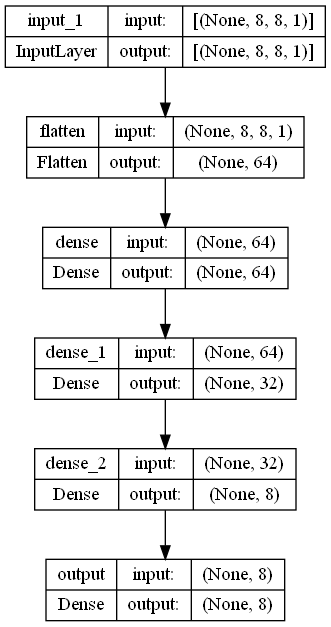 input_1 input: [(None, 8, 8, 1)]
InputLayer output: [(None, 8, 8, 1)]
flatten input: (None, 8, 8, 1)
Flatten output: (None, 64)
dense input: (None, 64)
Dense output: (None, 64)
dense_1 input: (None, 64)
Dense output: (None, 32)
dense_2 input: (None, 32)
Dense output: (None, 8)
output input: (None, 8)
Dense output: (None, 8)